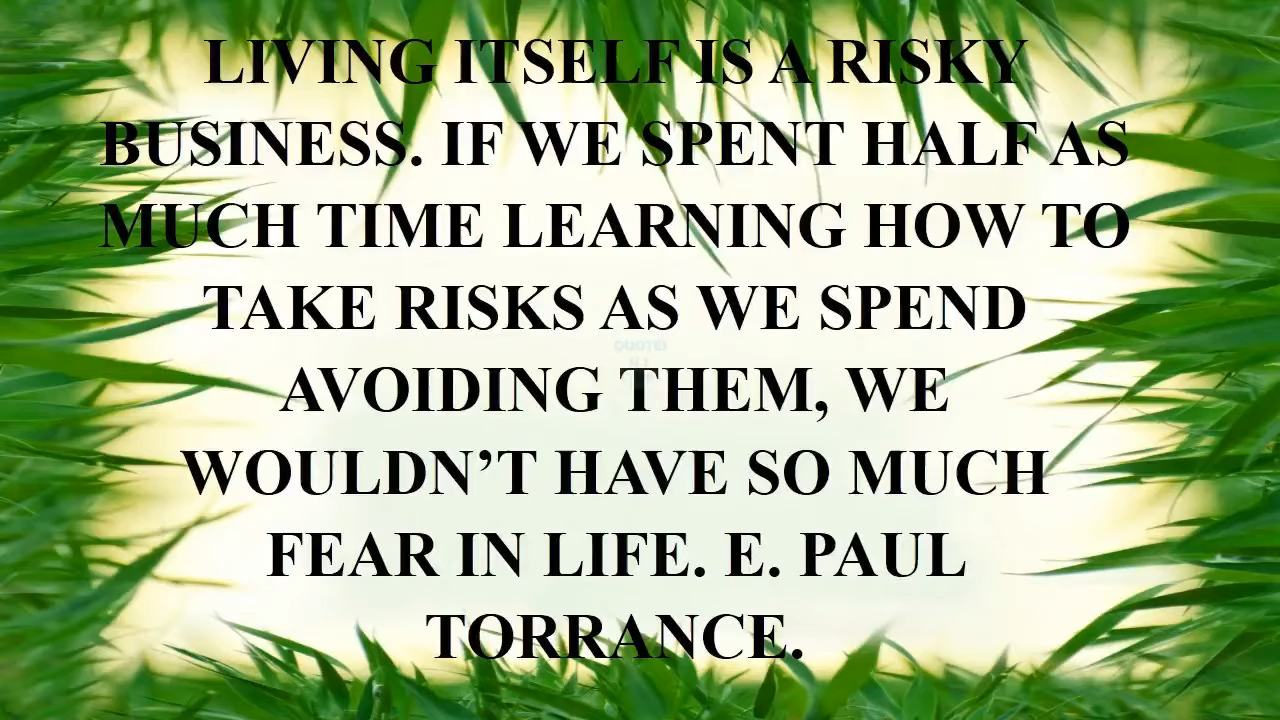 LIVING ITSELF IS A RISKY
BUSINESS. IF WE SPENT HALF AS
MUCH TIME LEARNING HOW TO
TAKE RISKS AS WE SPEND
AVOIDING THEM, WE
WOULDN’T HAVE SO MUCH
FEAR IN LIFE. E. PAUL
TORRANCE.